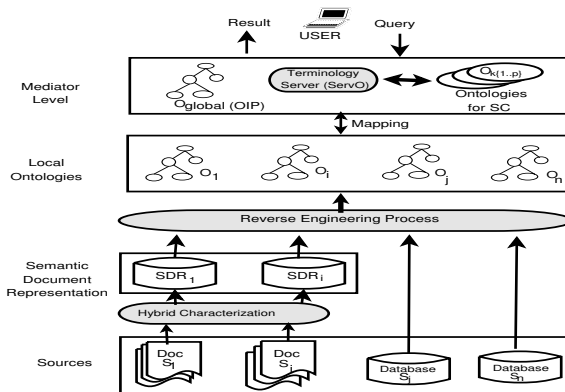 Result
USER
Query
Mediator
Level
Oglobal (OIP)
Terminology
Server (ServO)
Ok{1..p}
Ontologies
for SC
Mapping
Local
Ontologies
O1
Oi
Oj
On
Reverse Engineering Process
Semantic
Document
Representation
SDR1
SDRi
Hybrid Characterization
Sources
Doc
S1
Doc
Si
Database
Sj
Database
Sn